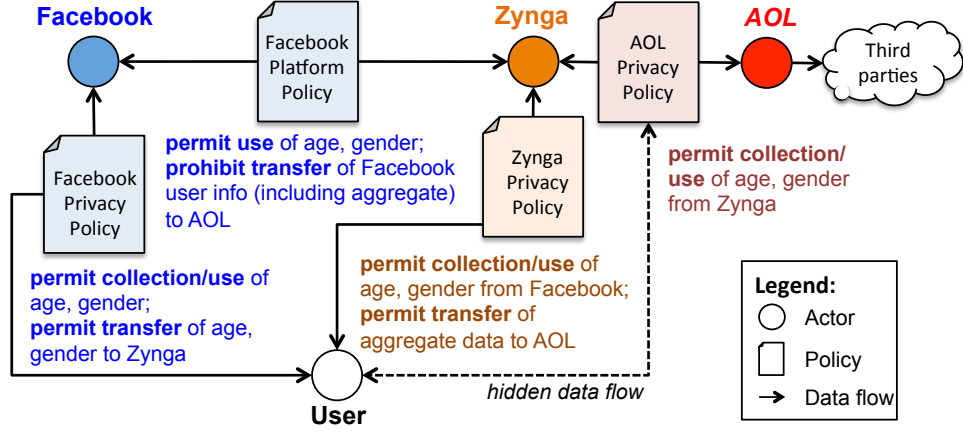 Facebook
Zynga
AOL
Facebook
Platform
Policy
AOL
Privacy
Policy
Third
parties
Facebook
Privacy
Policy
permit use of age, gender;
prohibit transfer of Facebook
user info (including aggregate)
to AOL
Zynga
Privacy
Policy
permit collection/
use of age, gender
from Zynga
permit collection/use of
age, gender;
permit transfer of age,
gender to Zynga
permit collection/use of
age, gender from Facebook;
permit transfer of
aggregate data to AOL
Legend:
Actor
Policy
Data flow
hidden data flow
User